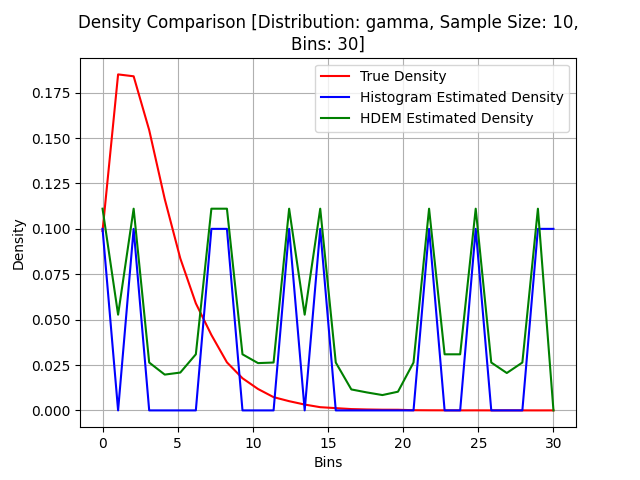 Density Comparison [Distribution: gamma, Sample Size: 10,
Bins: 30]
True Density
Histogram Estimated Density
HDEM Estimated Density
Density
0.175
0.150
0.125
0.100
0.075
0.050
0.025
0.000
0 5 10 15 20 25 30
Bins